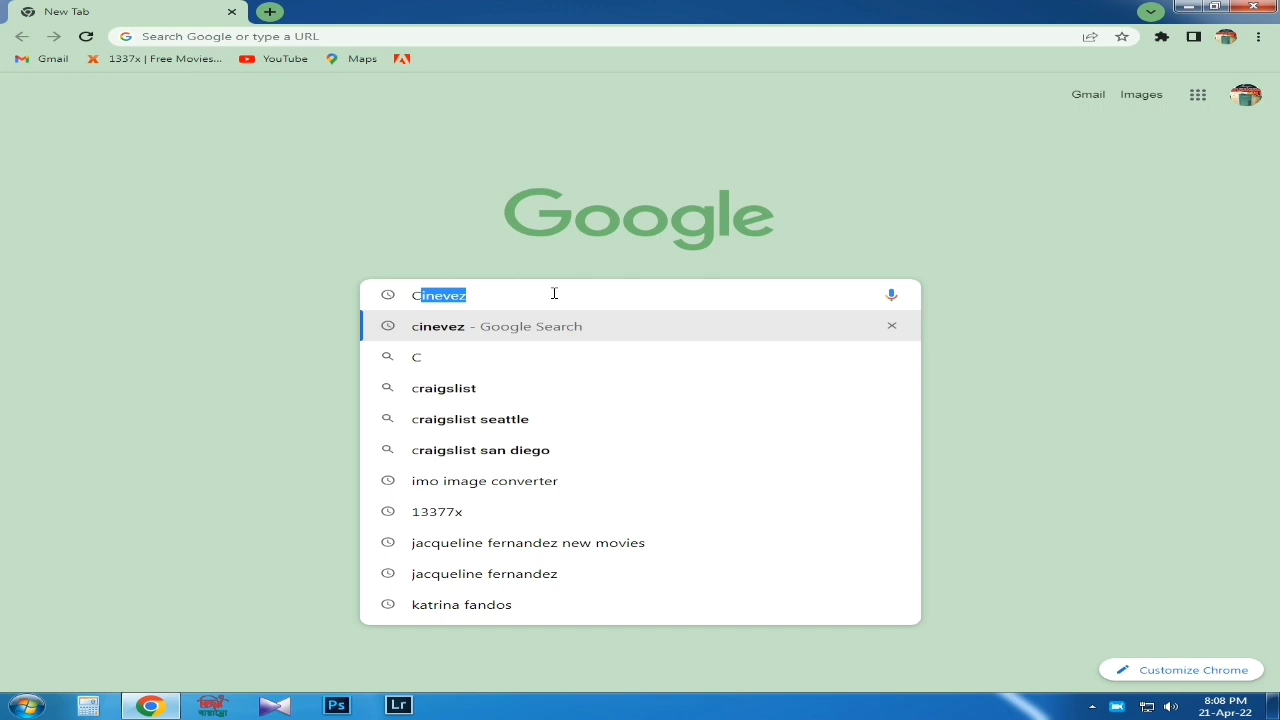 New Tab
Search Google or type a URL
Gmail
1337x | Free Movies...
YouTube
Maps
Gmail
Images
Google
Cinevez
cinevez - Google Search
C
craigslist
craigslist seattle
craigslist san diego
imo image converter
13377x
jacqueline fernandez new movies
jacqueline fernandez
katrina fandos
Customize Chrome
Ps
Lr
8:08 PM
21-Apr-22